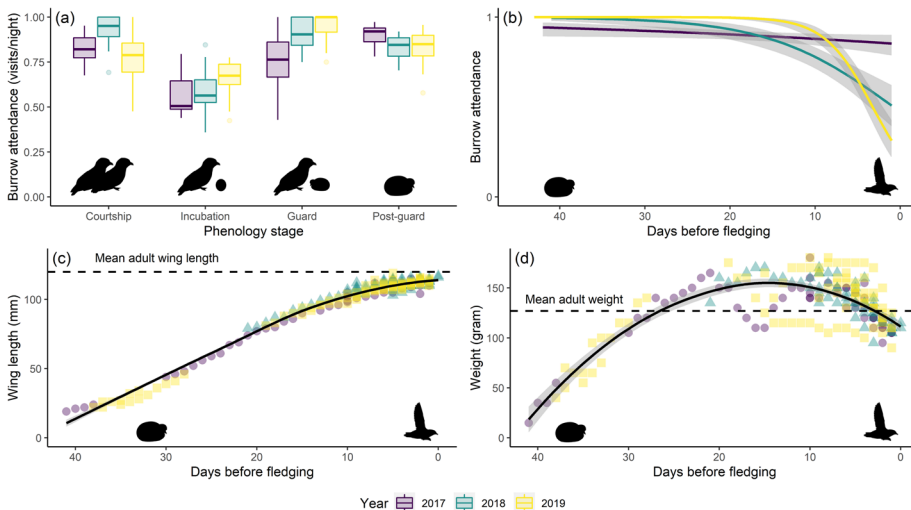 (a)
Burrow attendance (visits/night)
1.00
0.75
0.50
0.25
0.00
Courtship Incubation Guard Post-guard
Phenology stage
(b)
Burrow attendance
1
0
40 30 20 10 0
Days before fledging
(c)
Mean adult wing length
Wing length (mm)
100
50
0
40 30 20 10 0
Days before fledging
(d)
Mean adult weight
Weight (gram)
150
100
50
0
40 30 20 10 0
Days before fledging
Year 2017 2018 2019